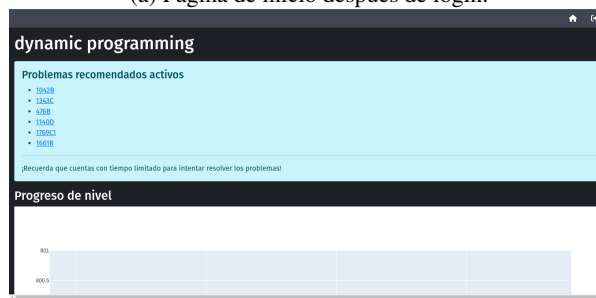 (a) Página de inicio después de login.
dynamic programming
Problemas recomendados activos
1042B
1343C
476B
1140D
1769C1
1661B
¡Recuerda que cuentas con tiempo limitado para intentar resolver los problemas!
Progreso de nivel
801
800.5